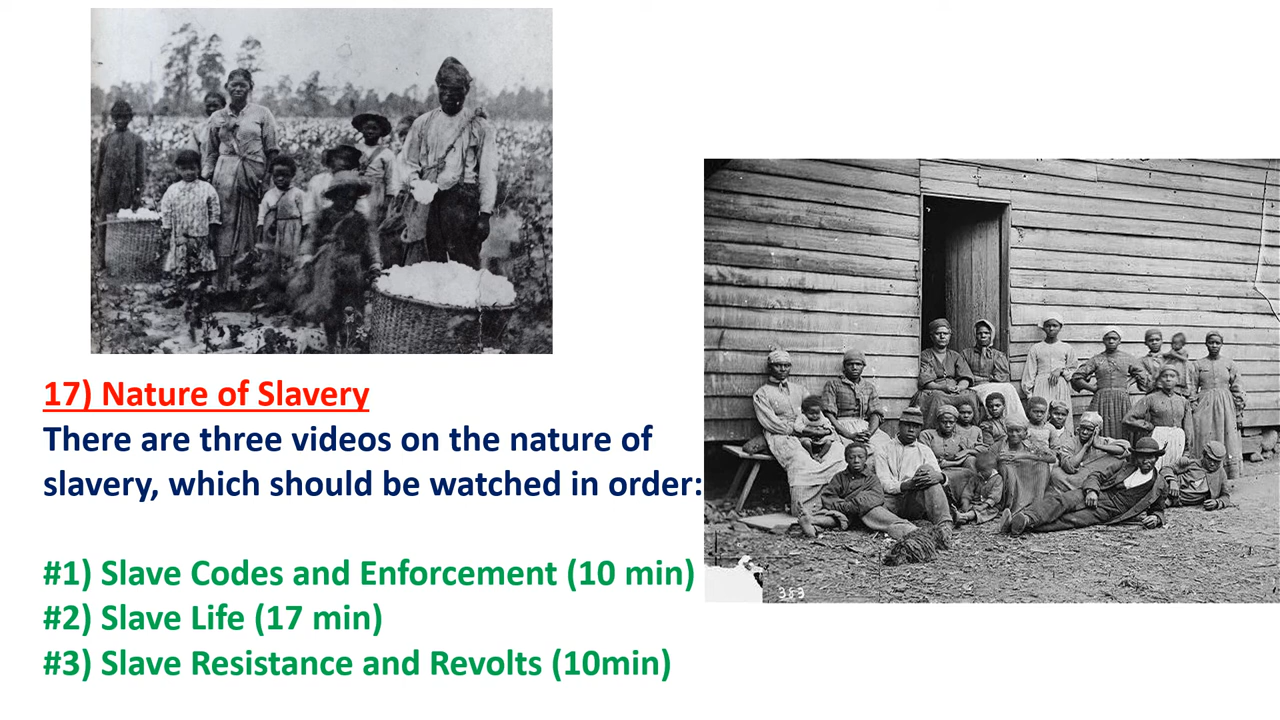 17) Nature of Slavery
There are three videos on the nature of
slavery, which should be watched in order:
#1) Slave Codes and Enforcement (10 min)
#2) Slave Life (17 min)
#3) Slave Resistance and Revolts (10min)
383